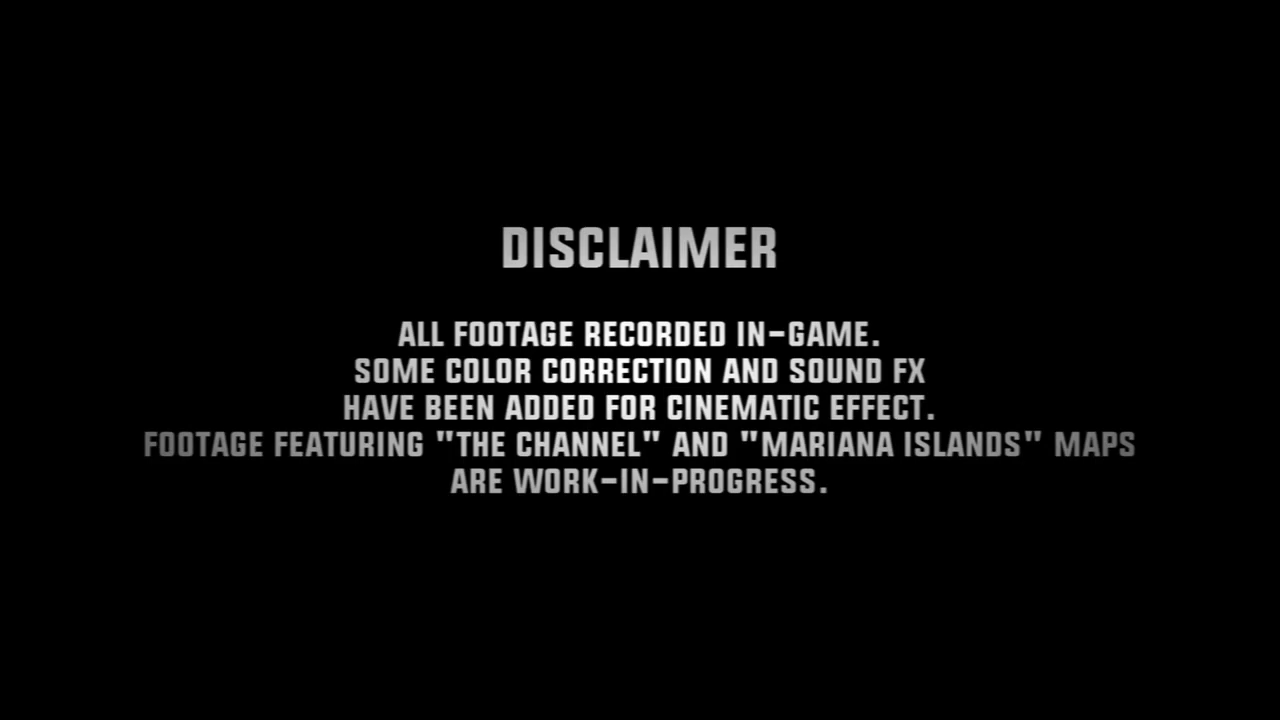 DISCLAIMER
ALL FOOTAGE RECORDED IN-GAME.
SOME COLOR CORRECTION AND SOUND FX
HAVE BEEN ADDED FOR CINEMATIC EFFECT.
FOOTAGE FEATURING "THE CHANNEL" AND "MARIANA ISLANDS" MAPS
ARE WORK-IN-PROGRESS.